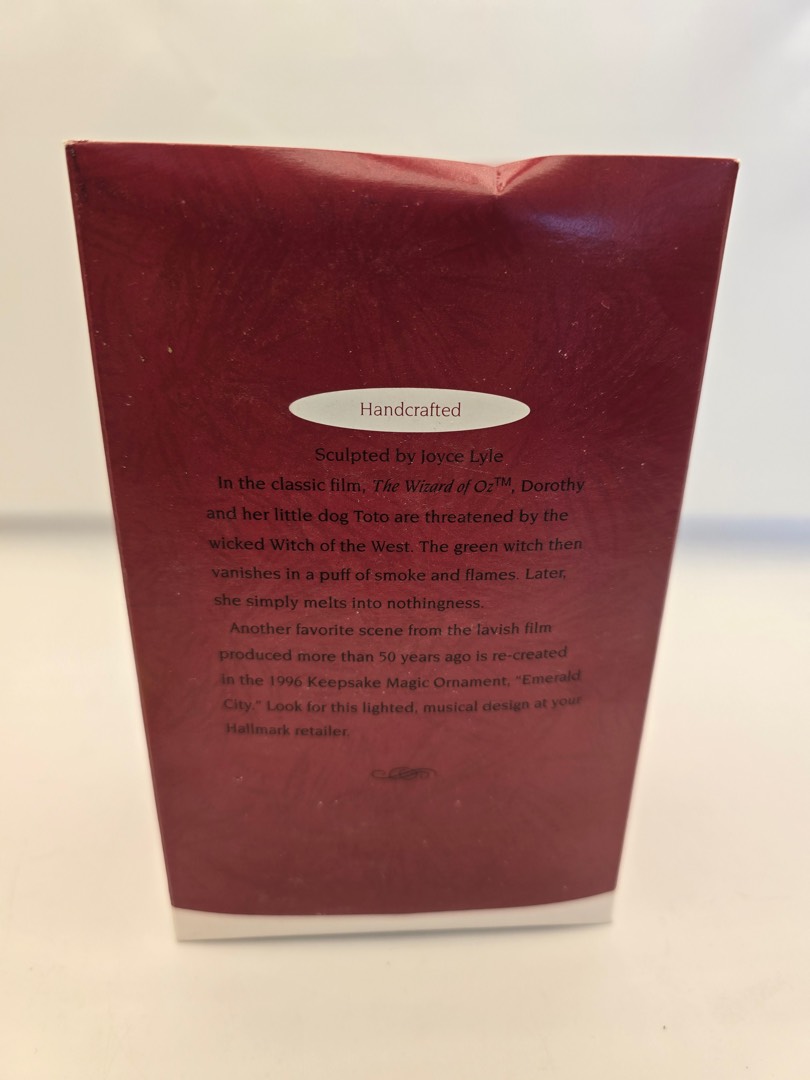 Handcrafted
Sculpted by Joyce Lyle
In the classic film, The Wizard of Oz™, Dorothy
and her little dog Toto are threatened by the
wicked Witch of the West. The green witch then
vanishes in a puff of smoke and flames. Later,
she simply melts into nothingness.
Another favorite scene from the lavish film
produced more than 50 years ago is re-created
in the 1996 Keepsake Magic Ornament, "Emerald
City." Look for this lighted, musical design at your
Hallmark retailer.